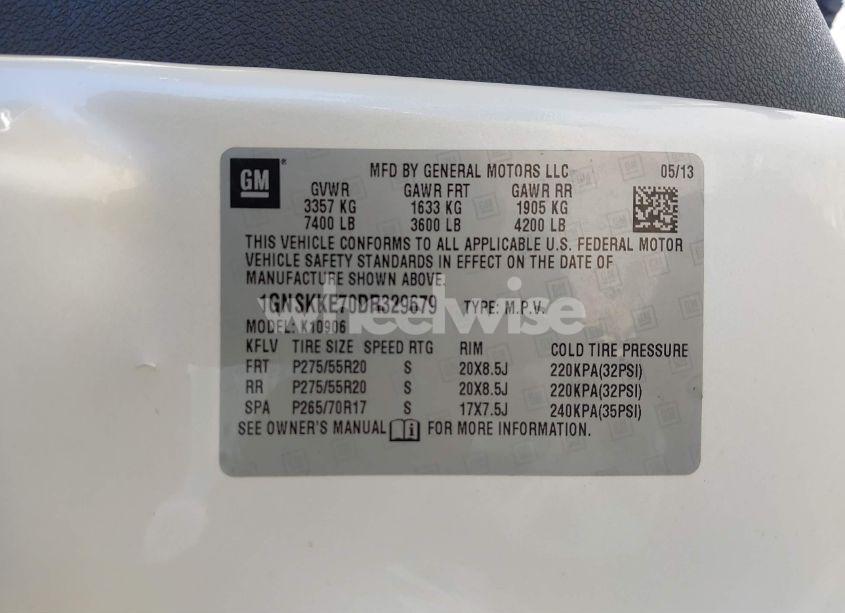 GM ® MFD BY GENERAL MOTORS LLC 05/13
GVWR GAWR FRT GAWR RR
3357 KG 1633 KG 1905 KG
7400 LB 3600 LB 4200 LB
THIS VEHICLE CONFORMS TO ALL APPLICABLE U.S. FEDERAL MOTOR
VEHICLE SAFETY STANDARDS IN EFFECT ON THE DATE OF
MANUFACTURE SHOWN ABOVE.
1GNSKKE70DR329679 TYPE: M.P.V.
wheelwise
MODEL: K10906
KFLV TIRE SIZE SPEED RTG RIM COLD TIRE PRESSURE
FRT P275/55R20 S 20X8.5J 220KPA(32PSI)
RR P275/55R20 S 20X8.5J 220KPA(32PSI)
SPA P265/70R17 S 17X7.5J 240KPA(35PSI)
SEE OWNER'S MANUAL FOR MORE INFORMATION.